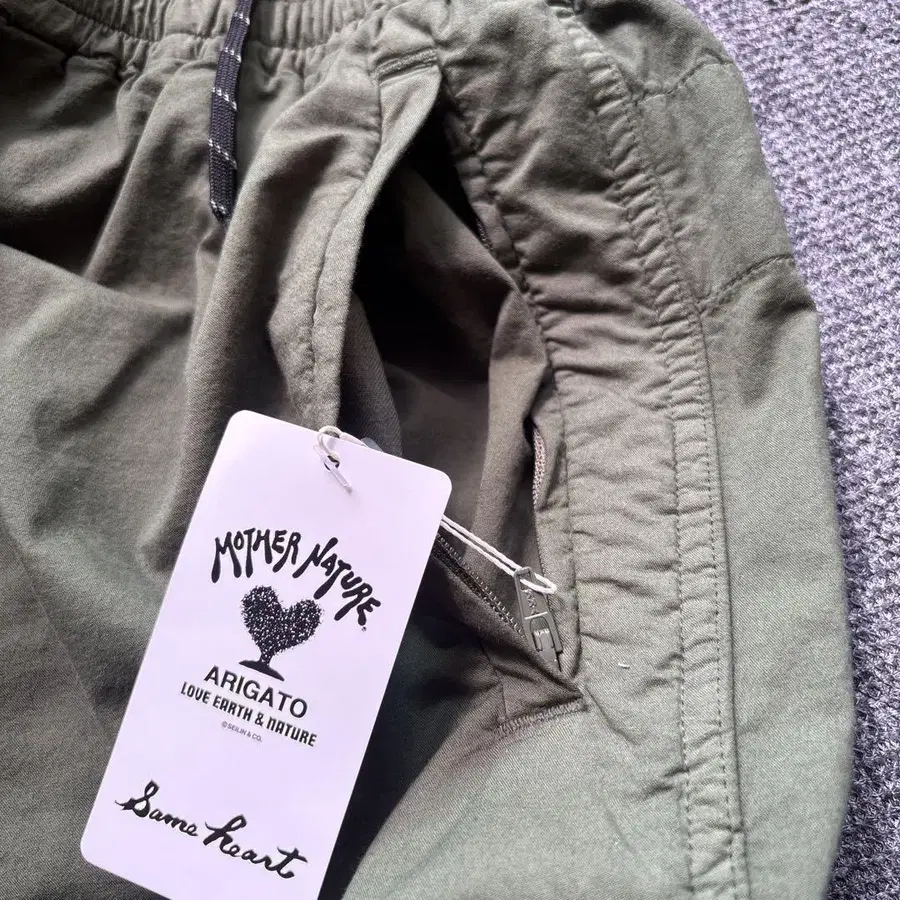 MOTHER NATURE®
ARIGATO
LOVE EARTH & NATURE
© SEILIN & CO.
Same heart